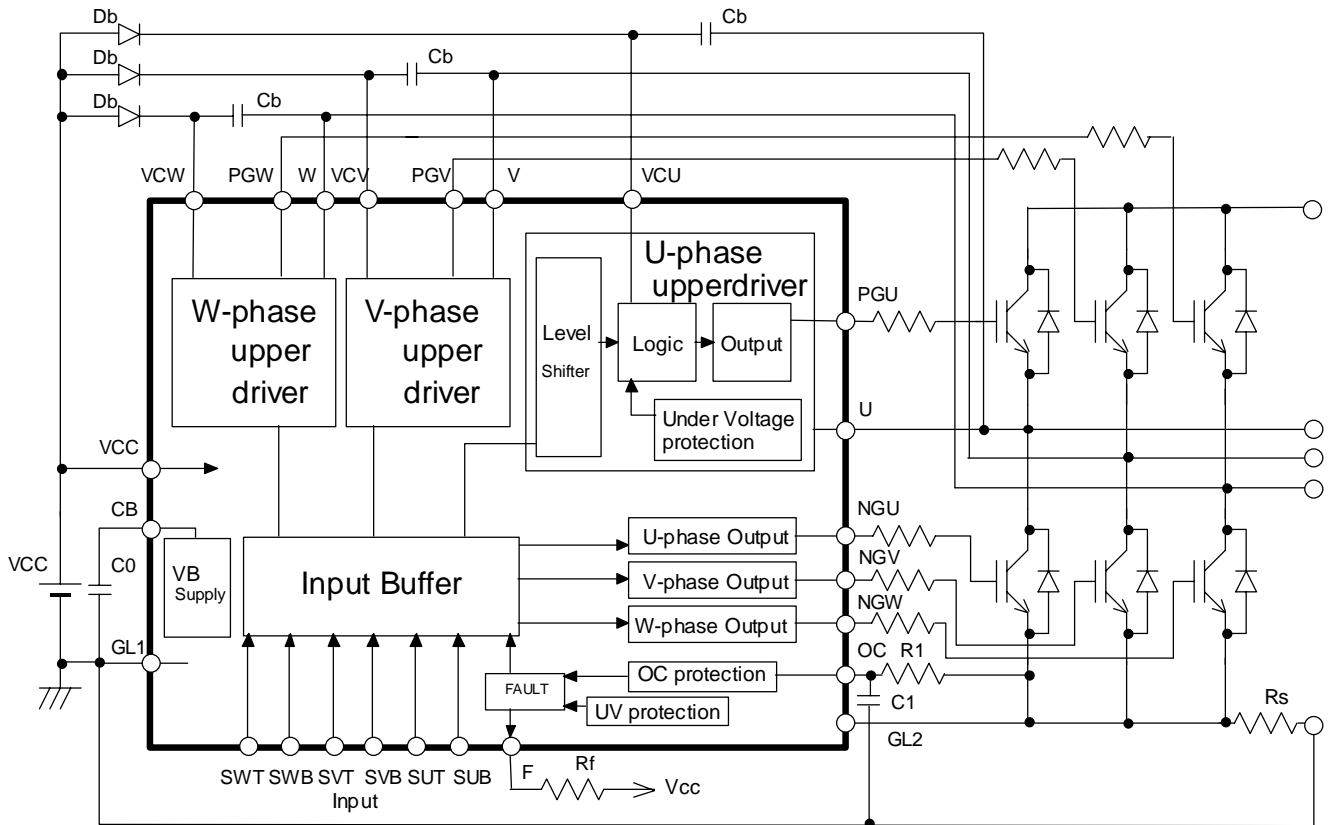 Db
Cb
Db
Cb
Db
Cb
VCW
PGW
W
VCV
PGV
V
VCU
W-phase
upper
driver
V-phase
upper
driver
U-phase
upperdriver
Level
Shifter
Logic
Output
Under Voltage
protection
PGU
U
VCC
CB
VCC
C0
VB
Supply
GL1
Input Buffer
U-phase Output
V-phase Output
W-phase Output
NGU
NGV
NGW
OC
R1
OC protection
FAULT
UV protection
C1
GL2
Rs
SWT
SWB
SVT
SVB
SUT
SUB
F
Rf
Vcc
Input